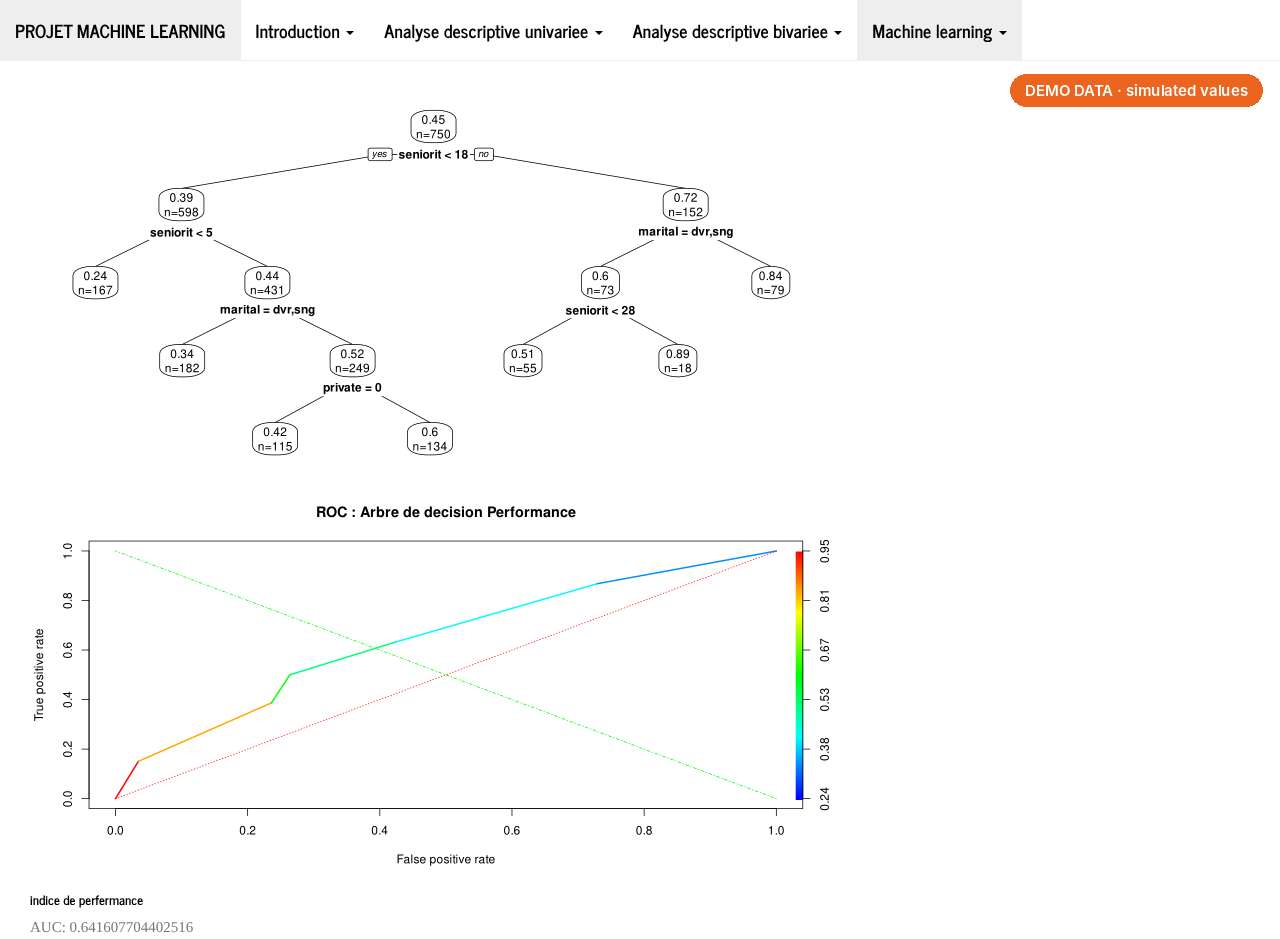 PROJET MACHINE LEARNING Introduction Analyse descriptive univariee Analyse descriptive bivariee Machine learning
DEMO DATA · simulated values
0.45
n=750
yes seniorit < 18 no
0.39
n=598
0.72
n=152
seniorit < 5
marital = dvr,sng
0.24
n=167
0.44
n=431
0.6
n=73
0.84
n=79
marital = dvr,sng
seniorit < 28
0.34
n=182
0.52
n=249
0.51
n=55
0.89
n=18
private = 0
0.42
n=115
0.6
n=134
ROC : Arbre de decision Performance
True positive rate
1.0
0.8
0.6
0.4
0.2
0.0
0.95
0.81
0.67
0.53
0.38
0.24
0.0 0.2 0.4 0.6 0.8 1.0
False positive rate
indice de perfermance
AUC: 0.641607704402516